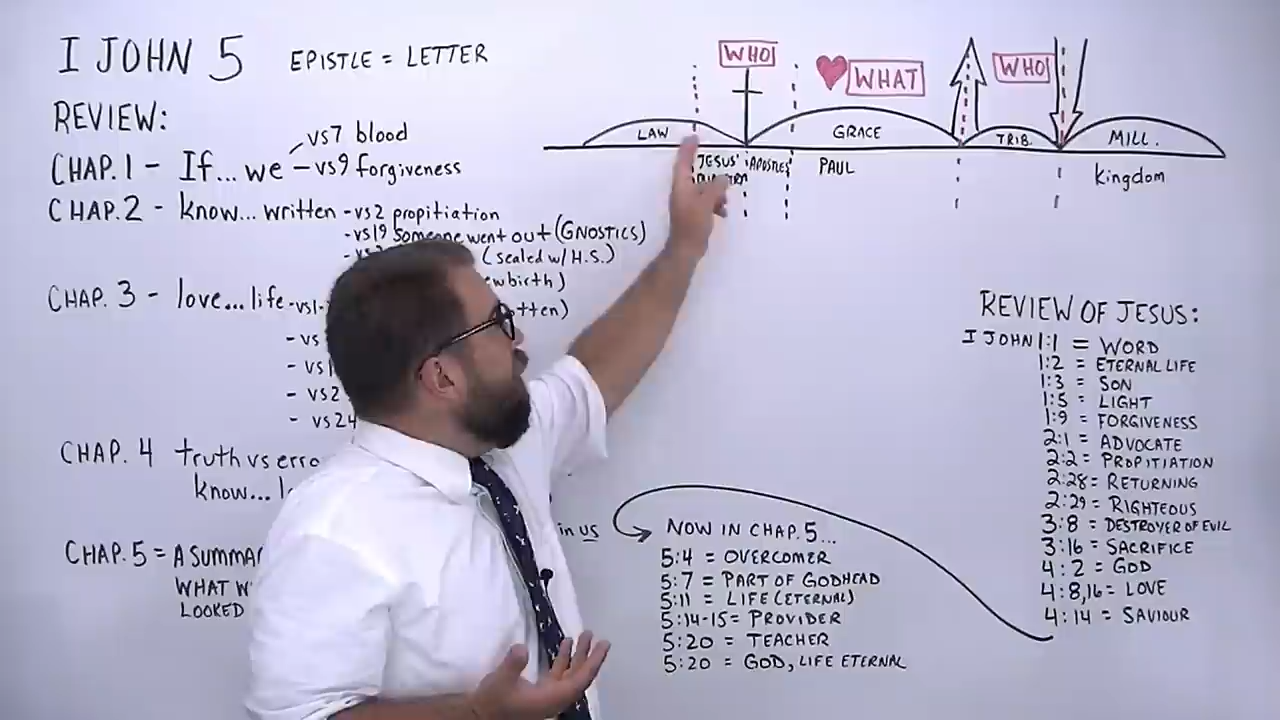 I JOHN 5 EPISTLE = LETTER
REVIEW:
CHAP. 1 - If... we
vs7 blood
- vs9 forgiveness
CHAP. 2 - know... written - vs2 propitiation
- vs19 someone went out (GNOSTICS)
(sealed w/ H.S.)
CHAP. 3 - love... life
CHAP. 4 truth vs
know...
in us
CHAP. 5 = A
WHAT
LOOKED
WHO
WHAT
WHO
LAW
GRACE
TRIB.
MILL.
JESUS'
APOSTLES
PAUL
Kingdom
REVIEW OF JESUS:
I JOHN 1:1 = WORD
1:2 = ETERNAL LIFE
1:3 = SON
1:5 = LIGHT
1:9 = FORGIVENESS
2:1 = ADVOCATE
2:2 = PROPITIATION
2:28 = RETURNING
2:29 = RIGHTEOUS
3:8 = DESTROYER OF EVIL
3:16 = SACRIFICE
4:2 = GOD
4:8,16 = LOVE
4:14 = SAVIOUR
NOW IN CHAP. 5...
5:4 = OVERCOMER
5:7 = PART OF GODHEAD
5:11 = LIFE (ETERNAL)
5:14-15 = PROVIDER
5:20 = TEACHER
5:20 = GOD, LIFE ETERNAL